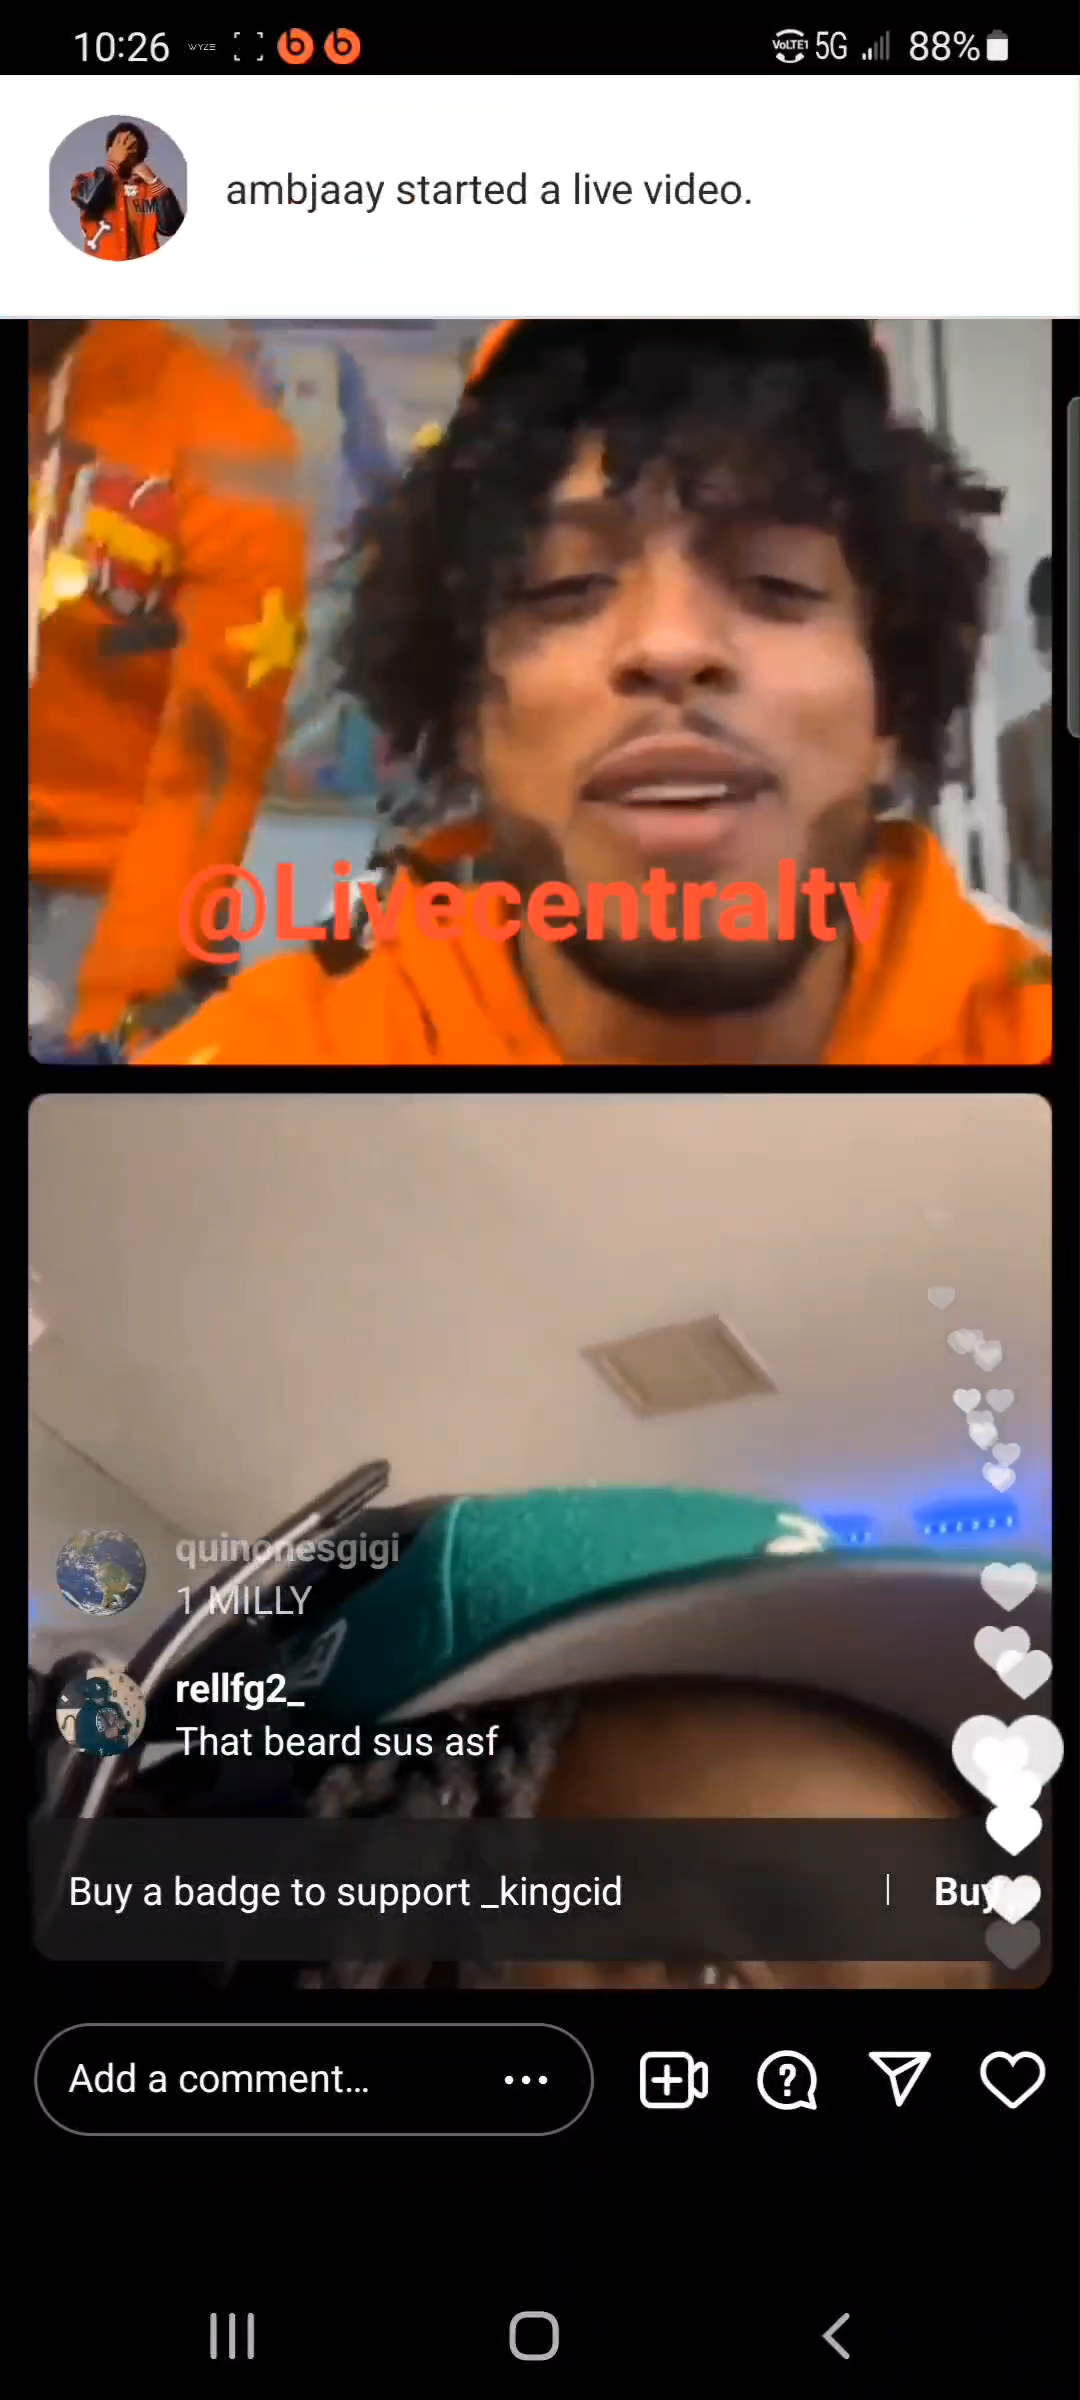 10:26 WYZE VoLTE1 5G 88%
ambjaay started a live video.
@Livecentraltv
quinonesgigi
1 MILLY
rellfg2_
That beard sus asf
Buy a badge to support _kingcid | Buy
Add a comment...